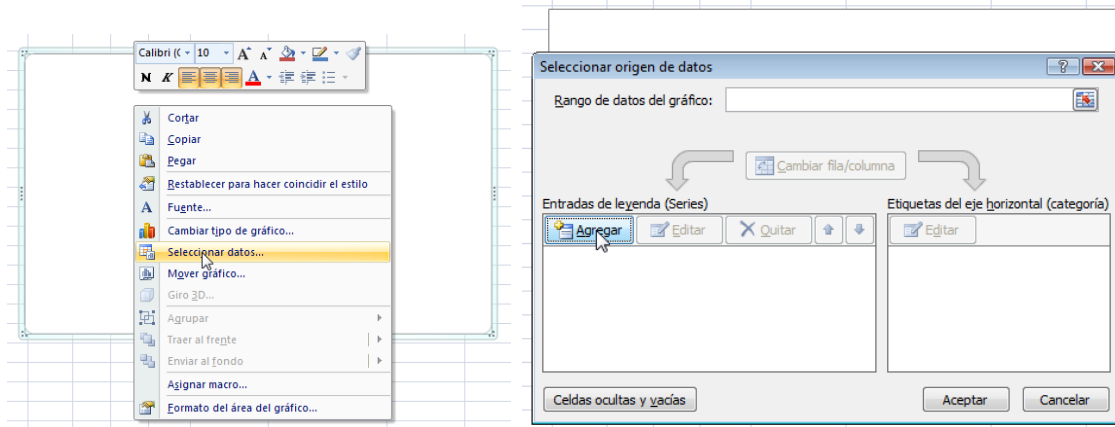 Calibri (C 10 A A
N K A
Cortar
Copiar
Pegar
Restablecer para hacer coincidir el estilo
Fuente...
Cambiar tipo de gráfico...
Seleccionar datos...
Mover gráfico...
Giro 3D...
Agrupar
Traer al frente
Enviar al fondo
Asignar macro...
Formato del área del gráfico...
Seleccionar origen de datos
Rango de datos del gráfico:
Cambiar fila/columna
Entradas de leyenda (Series)
Etiquetas del eje horizontal (categoría)
Agregar Editar Quitar
Editar
Celdas ocultas y vacías
Aceptar Cancelar